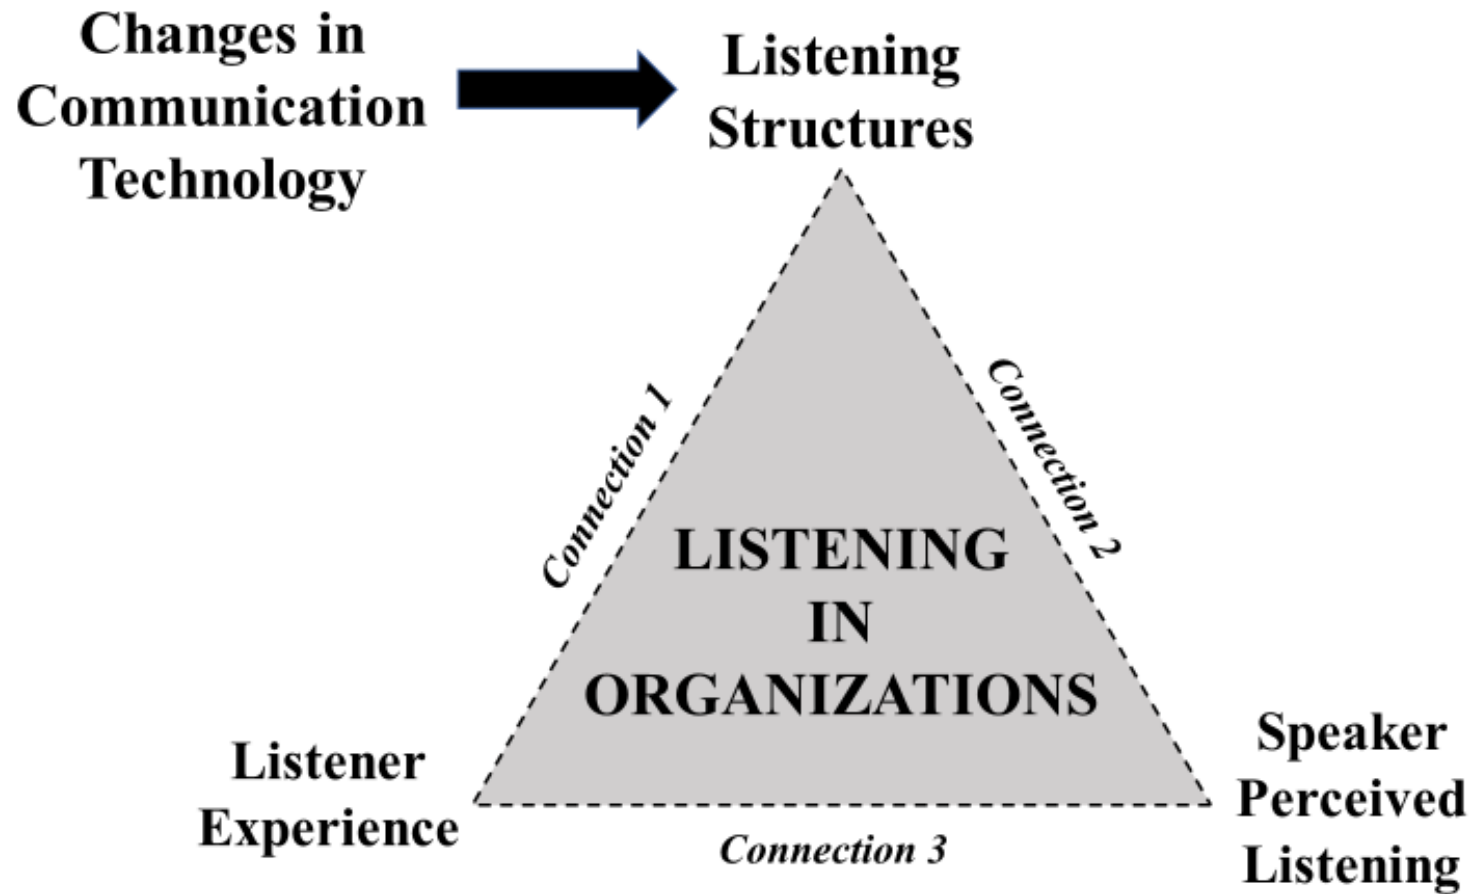 Changes in
Communication
Technology
Listening
Structures
Connection 1
Connection 2
LISTENING
IN
ORGANIZATIONS
Listener
Experience
Speaker
Perceived
Listening
Connection 3